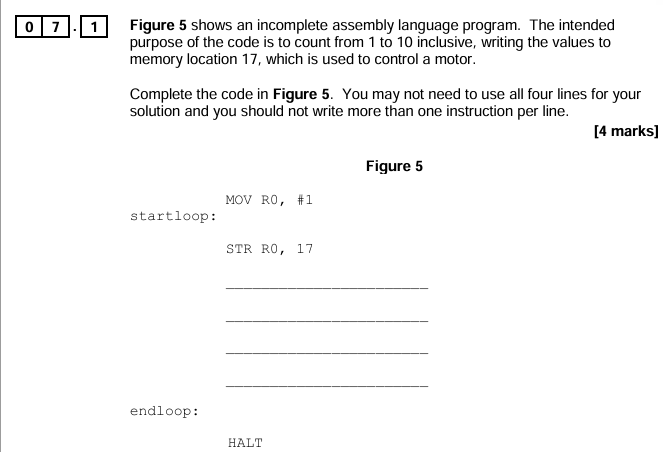 0 7 . 1 Figure 5 shows an incomplete assembly language program. The intended
purpose of the code is to count from 1 to 10 inclusive, writing the values to
memory location 17, which is used to control a motor.
Complete the code in Figure 5. You may not need to use all four lines for your
solution and you should not write more than one instruction per line.
[4 marks]
Figure 5
MOV R0, #1
startloop:
STR R0, 17
endloop:
HALT